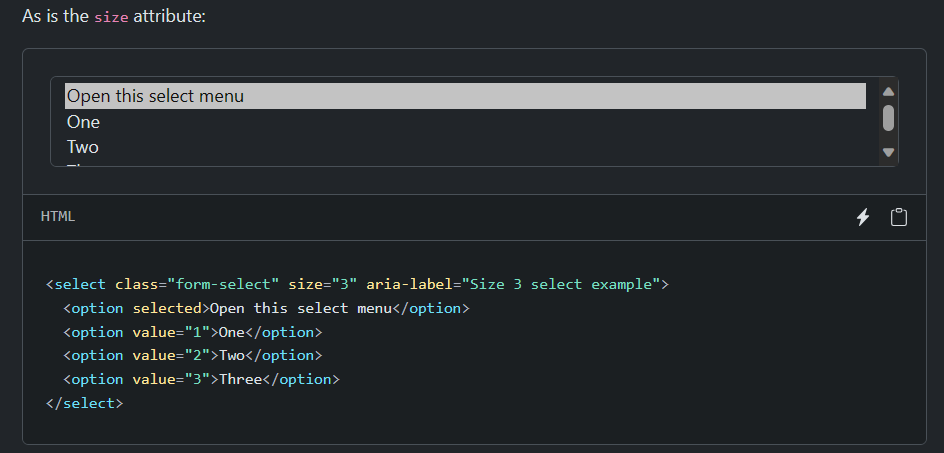 As is the size attribute:
Open this select menu
One
Two
HTML
<select class="form-select" size="3" aria-label="Size 3 select example">
  <option selected>Open this select menu</option>
  <option value="1">One</option>
  <option value="2">Two</option>
  <option value="3">Three</option>
</select>